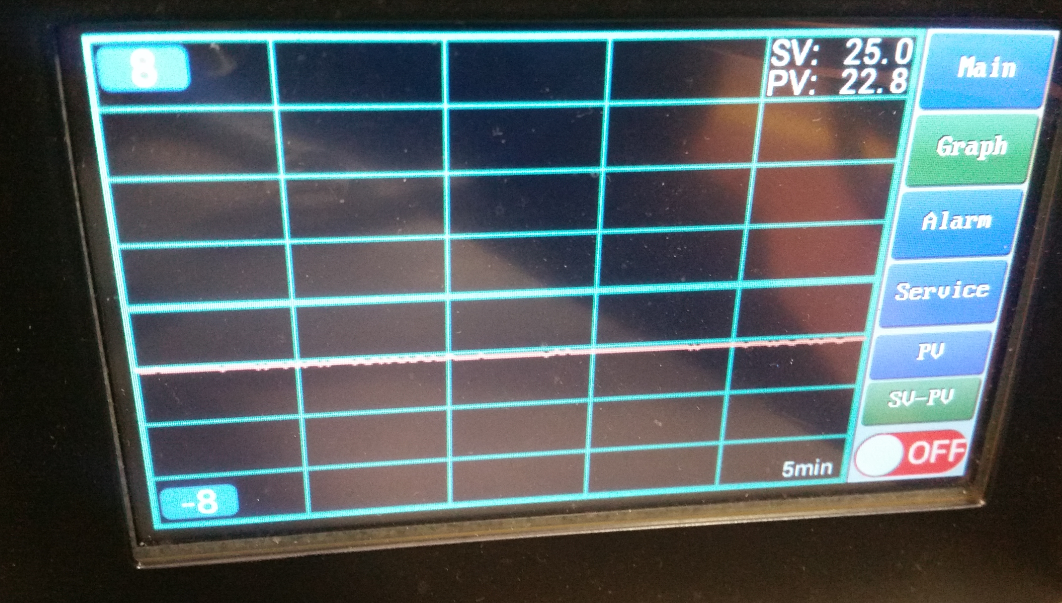 8
SV: 25.0
PV: 22.8
Main
Graph
Alarm
Service
PV
SV-PV
OFF
5min
-8